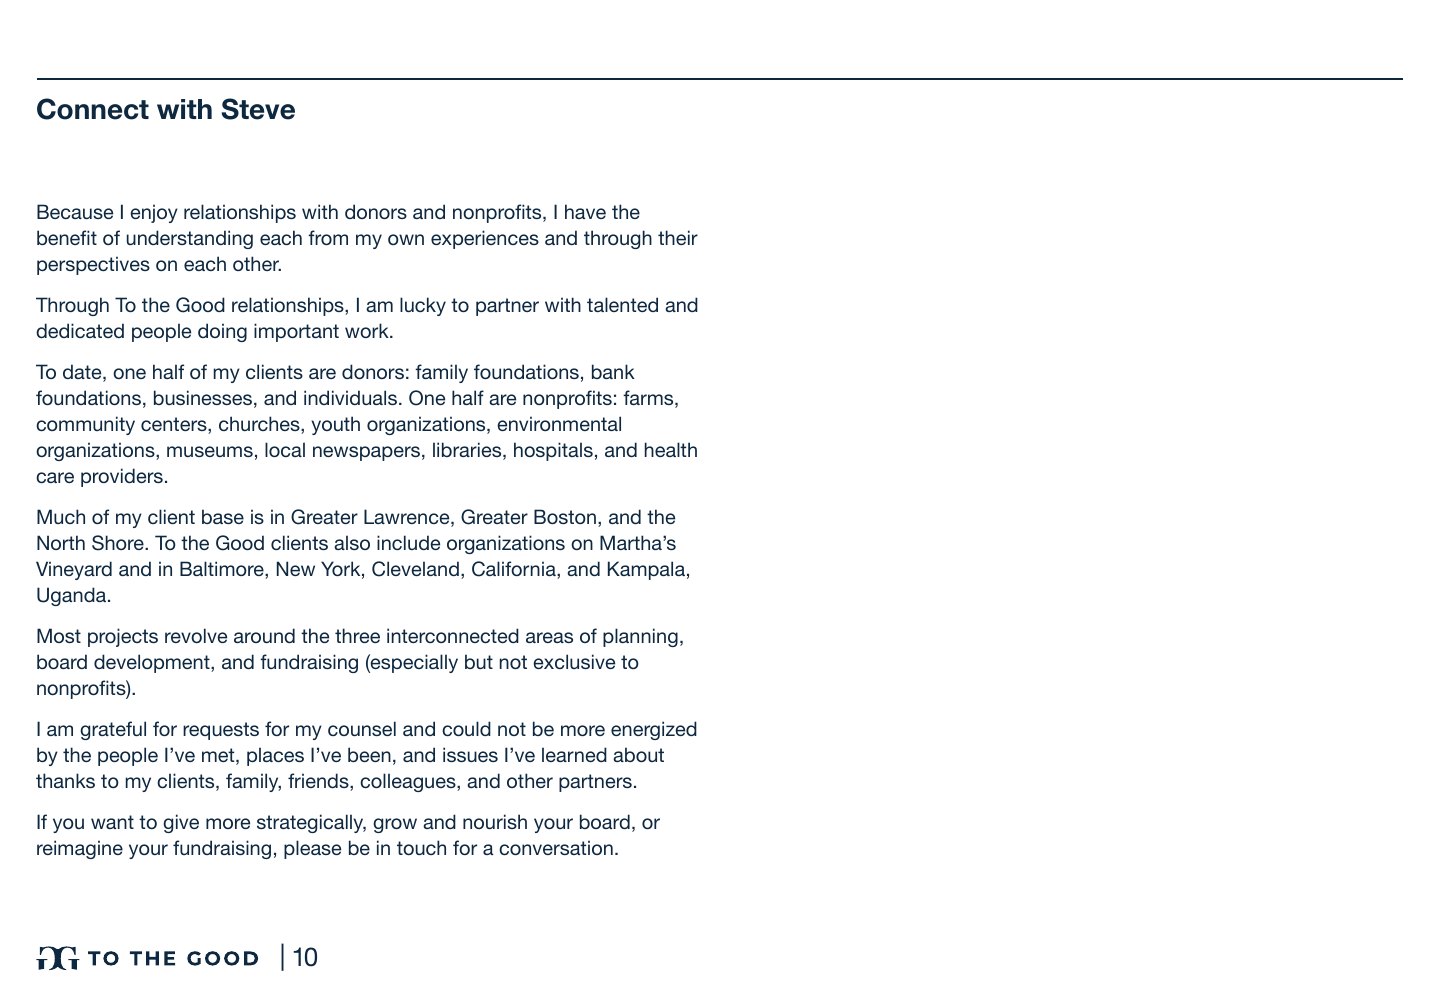 Connect with Steve
Because I enjoy relationships with donors and nonprofits, I have the
benefit of understanding each from my own experiences and through their
perspectives on each other.
Through To the Good relationships, I am lucky to partner with talented and
dedicated people doing important work.
To date, one half of my clients are donors: family foundations, bank
foundations, businesses, and individuals. One half are nonprofits: farms,
community centers, churches, youth organizations, environmental
organizations, museums, local newspapers, libraries, hospitals, and health
care providers.
Much of my client base is in Greater Lawrence, Greater Boston, and the
North Shore. To the Good clients also include organizations on Martha’s
Vineyard and in Baltimore, New York, Cleveland, California, and Kampala,
Uganda.
Most projects revolve around the three interconnected areas of planning,
board development, and fundraising (especially but not exclusive to
nonprofits).
I am grateful for requests for my counsel and could not be more energized
by the people I’ve met, places I’ve been, and issues I’ve learned about
thanks to my clients, family, friends, colleagues, and other partners.
If you want to give more strategically, grow and nourish your board, or
reimagine your fundraising, please be in touch for a conversation.
TO THE GOOD | 10